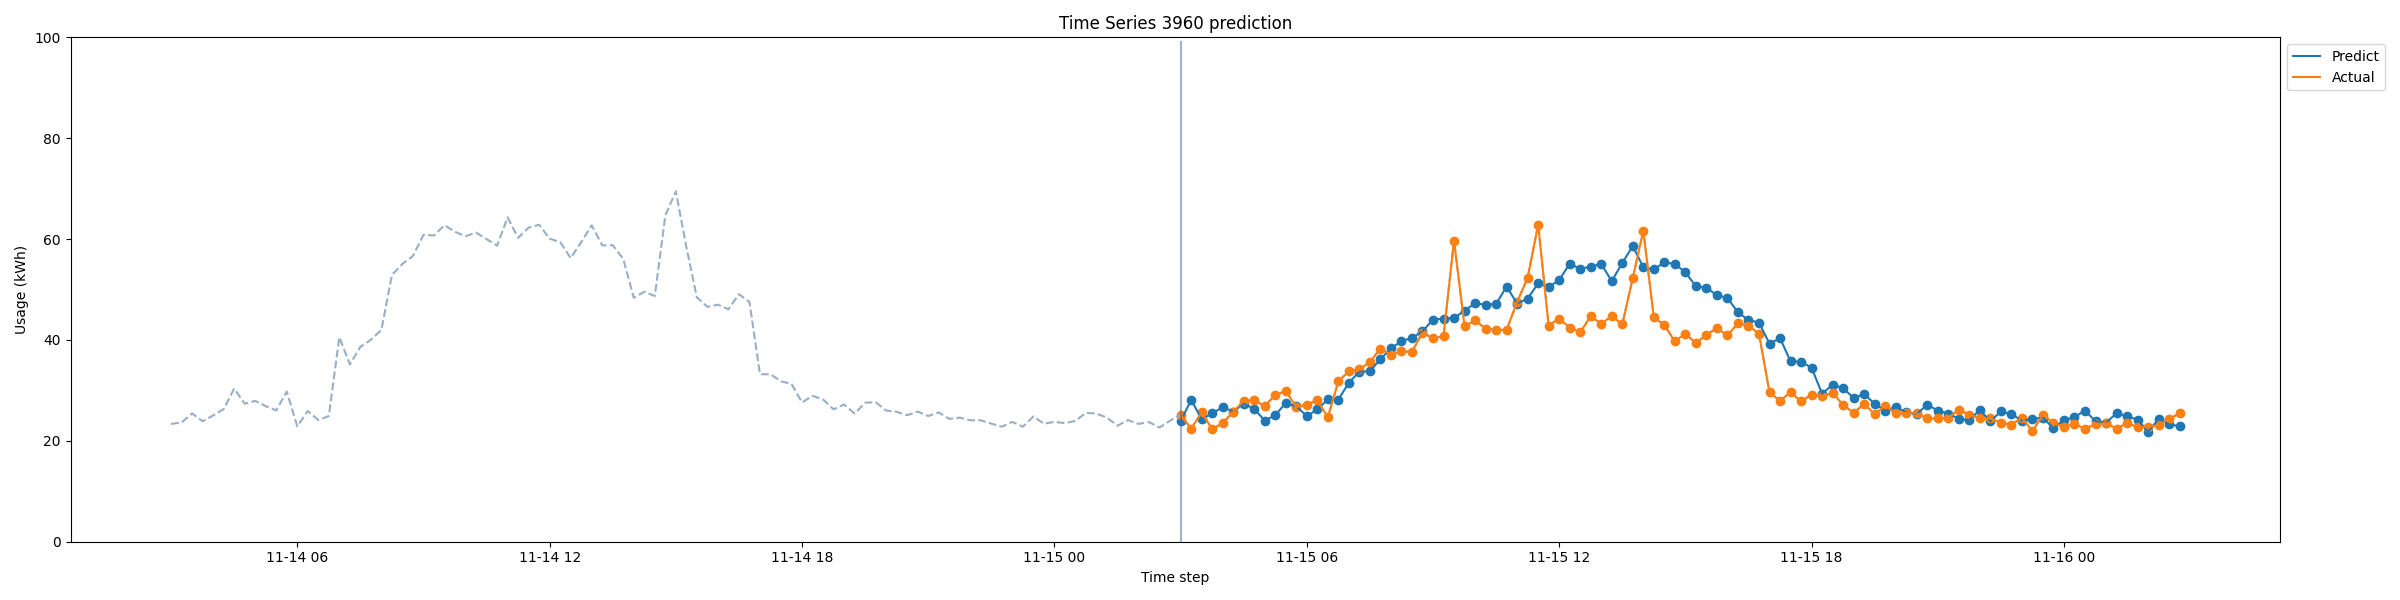 Time Series 3960 prediction
100
80
60
40
20
0
Usage (kWh)
11-14 06
11-14 12
11-14 18
11-15 00
11-15 06
11-15 12
11-15 18
11-16 00
Time step
Predict
Actual